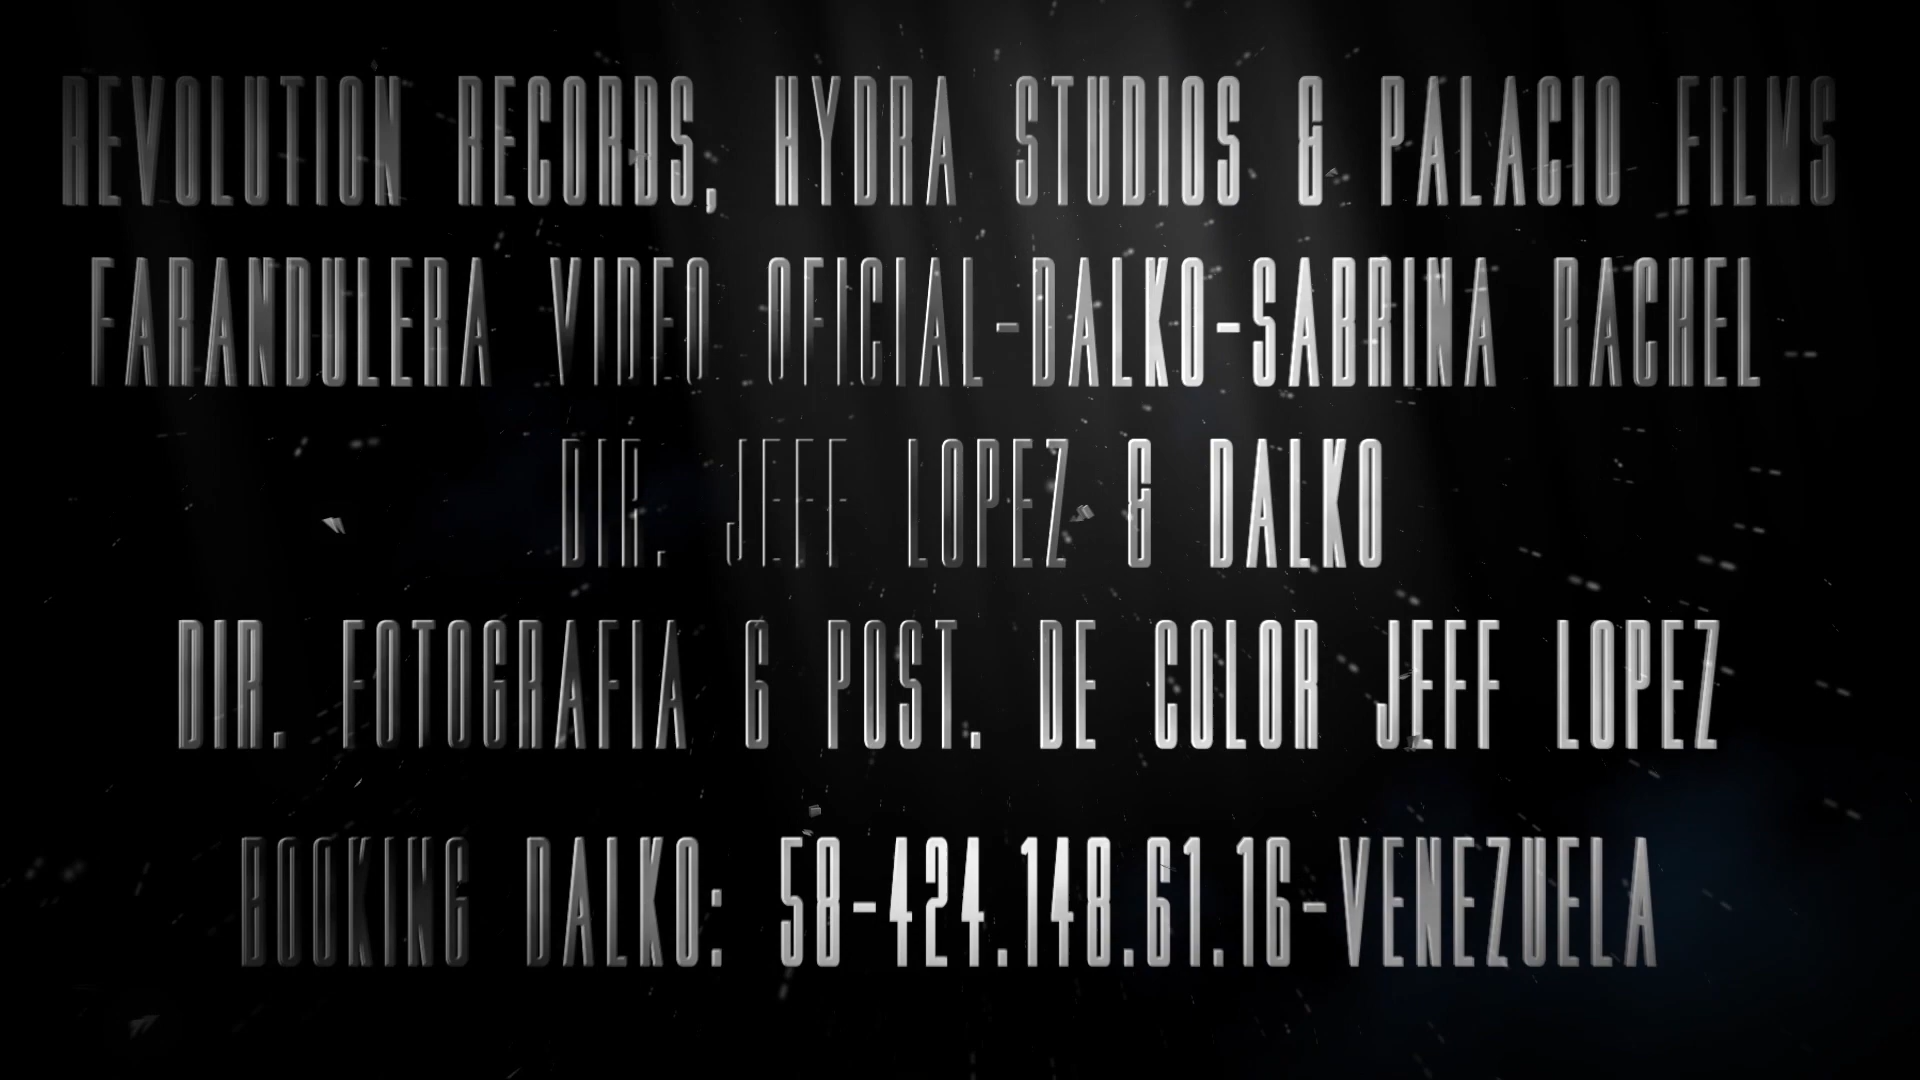 REVOLUTION RECORDS, HYDRA STUDIOS & PALACIO FILMS
FARANDULERA VIDEO OFICIAL-DALKO-SABRINA RACHEL -
DIR. JEFF LOPEZ & DALKO
DIR. FOTOGRAFIA & POST. DE COLOR JEFF LOPEZ
BOOKING DALKO: 58-424.148.61.16-VENEZUELA